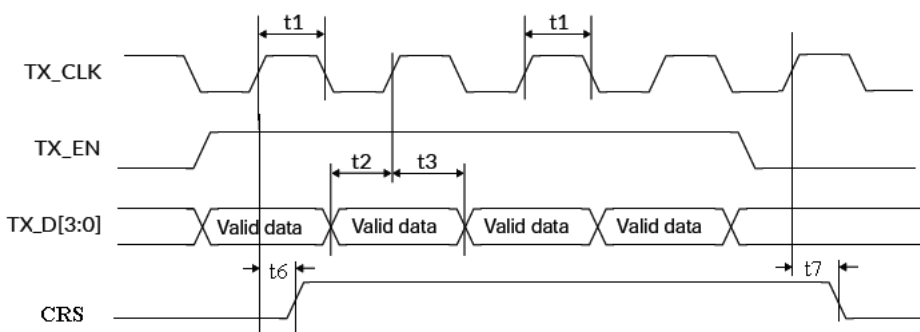 t1 t1
TX_CLK
TX_EN
t2 t3
TX_D[3:0] Valid data Valid data Valid data Valid data
t6 t7
CRS